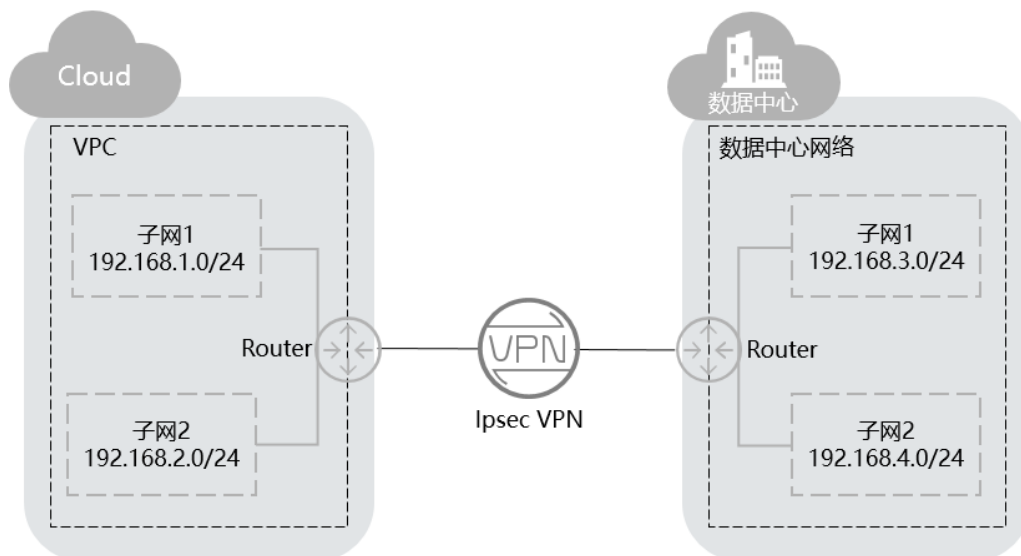 Cloud
数据中心
VPC
数据中心网络
子网1
192.168.1.0/24
子网1
192.168.3.0/24
Router
VPN
Router
Ipsec VPN
子网2
192.168.2.0/24
子网2
192.168.4.0/24